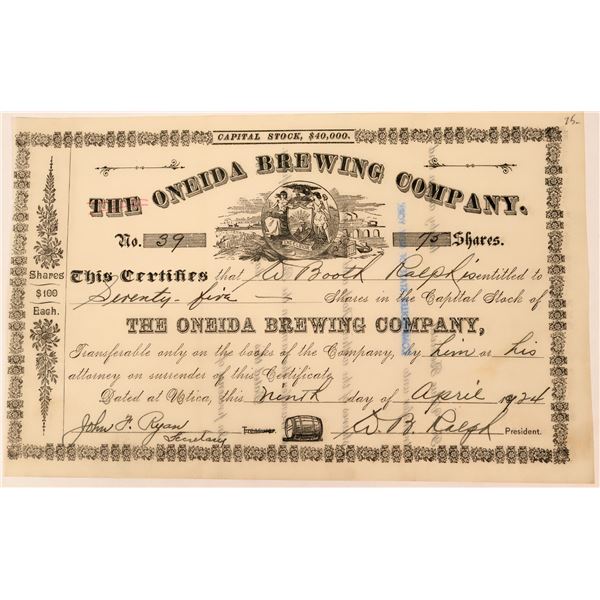 75-
CAPITAL STOCK, $40,000.
THE ONEIDA BREWING COMPANY.
No. 39 75 Shares.
Shares
$100
Each.
This Certifies that W Booth Ralph is entitled to
Seventy-five Shares in the Capital Stock of
THE ONEIDA BREWING COMPANY,
Transferable only on the books of the Company, by him or his
attorney on surrender of this Certificate
Dated at Utica, this ninth day of April 1924
John F. Ryan
Secretary
Treasurer.
W. B. Ralph
President.